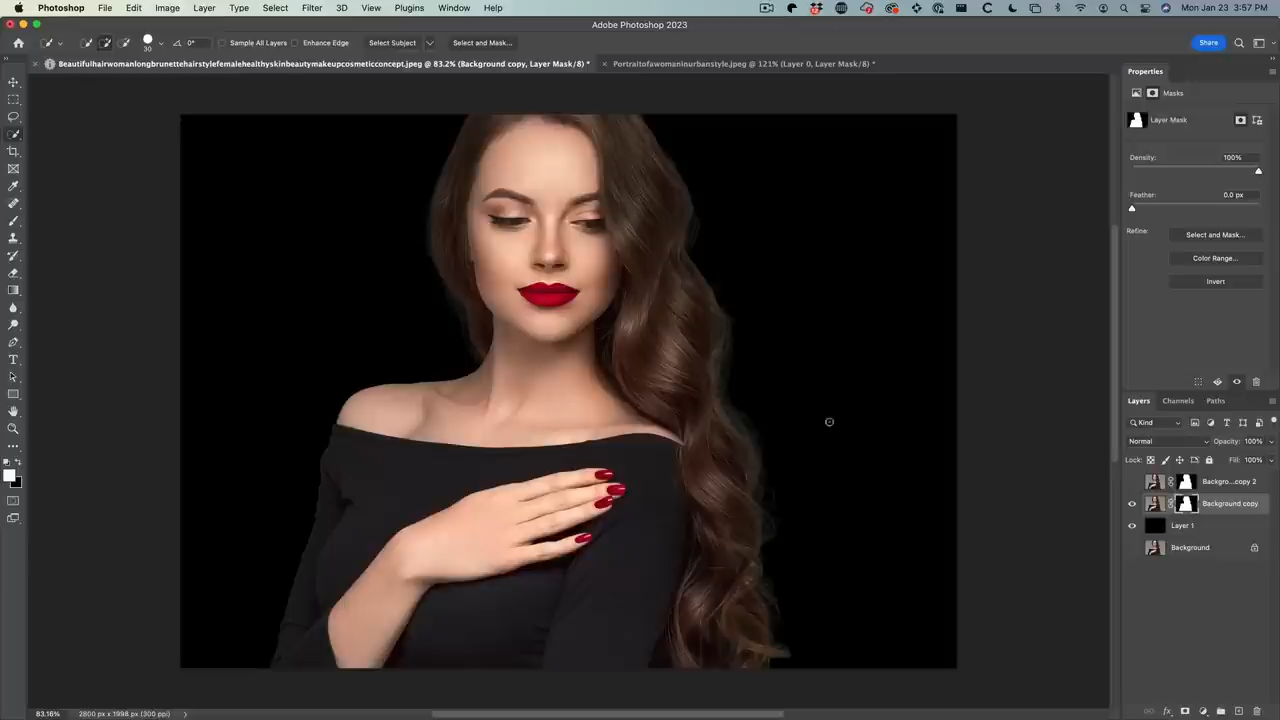 Photoshop File Edit Image Layer Type Select Filter 3D View Plugins Window Help Mon Jan 23 3:57 PM
Adobe Photoshop 2023
30 0° Sample All Layers Enhance Edge Select Subject Select and Mask... Share
× Beautifulhairwomanlongbrunettehairstylefemalehealthyskinbeautymakeupcosmeticconcept.jpeg @ 83.2% (Background copy, Layer Mask/8) * × Portraitofawomaninurbanstyle.jpeg @ 121% (Layer 0, Layer Mask/8) *
Properties
Masks
Layer Mask
Density: 100%
Feather: 0.0 px
Refine: Select and Mask...
Color Range...
Invert
Layers Channels Paths
Kind
Normal Opacity: 100%
Lock: Fill: 100%
Backgro...copy 2
Background copy
Layer 1
Background
83.16% 2800 px x 1998 px (300 ppi)